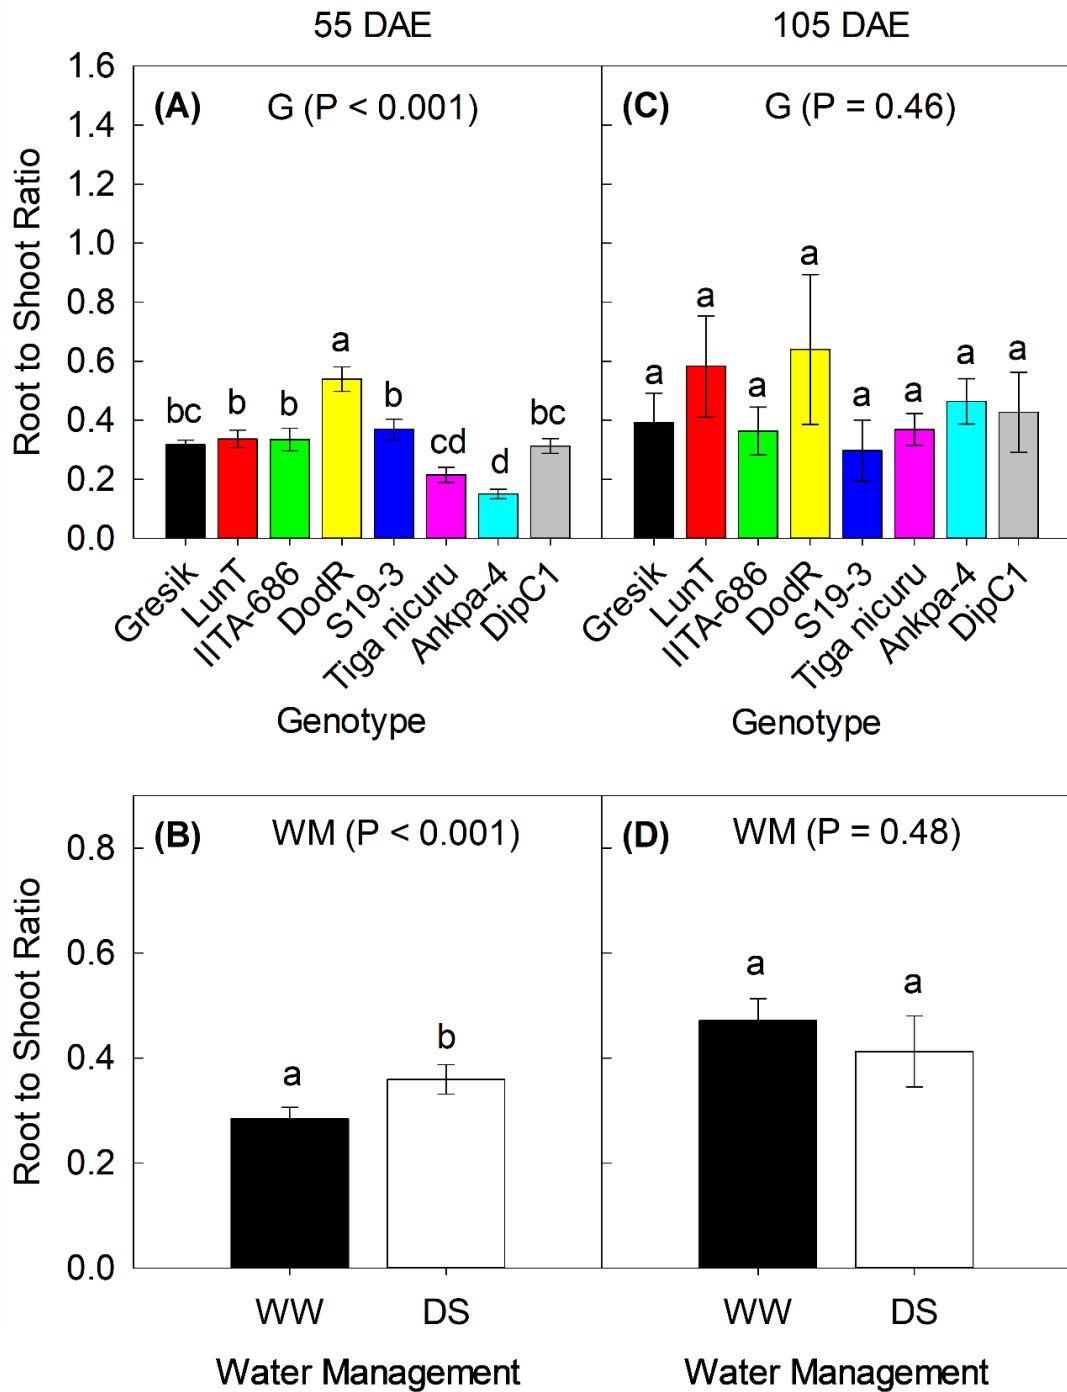 55 DAE
105 DAE
Root to Shoot Ratio
1.6
1.4
1.2
1.0
0.8
0.6
0.4
0.2
0.0
(A) G (P < 0.001)
bc b b a b cd d bc
Gresik
LunT
IITA-686
DodR
S19-3
Tiga nicuru
Ankpa-4
DipC1
Genotype
(C) G (P = 0.46)
a a a a a a a a
Gresik
LunT
IITA-686
DodR
S19-3
Tiga nicuru
Ankpa-4
DipC1
Genotype
Root to Shoot Ratio
0.8
0.6
0.4
0.2
0.0
(B) WM (P < 0.001)
a b
WW DS
Water Management
(D) WM (P = 0.48)
a a
WW DS
Water Management